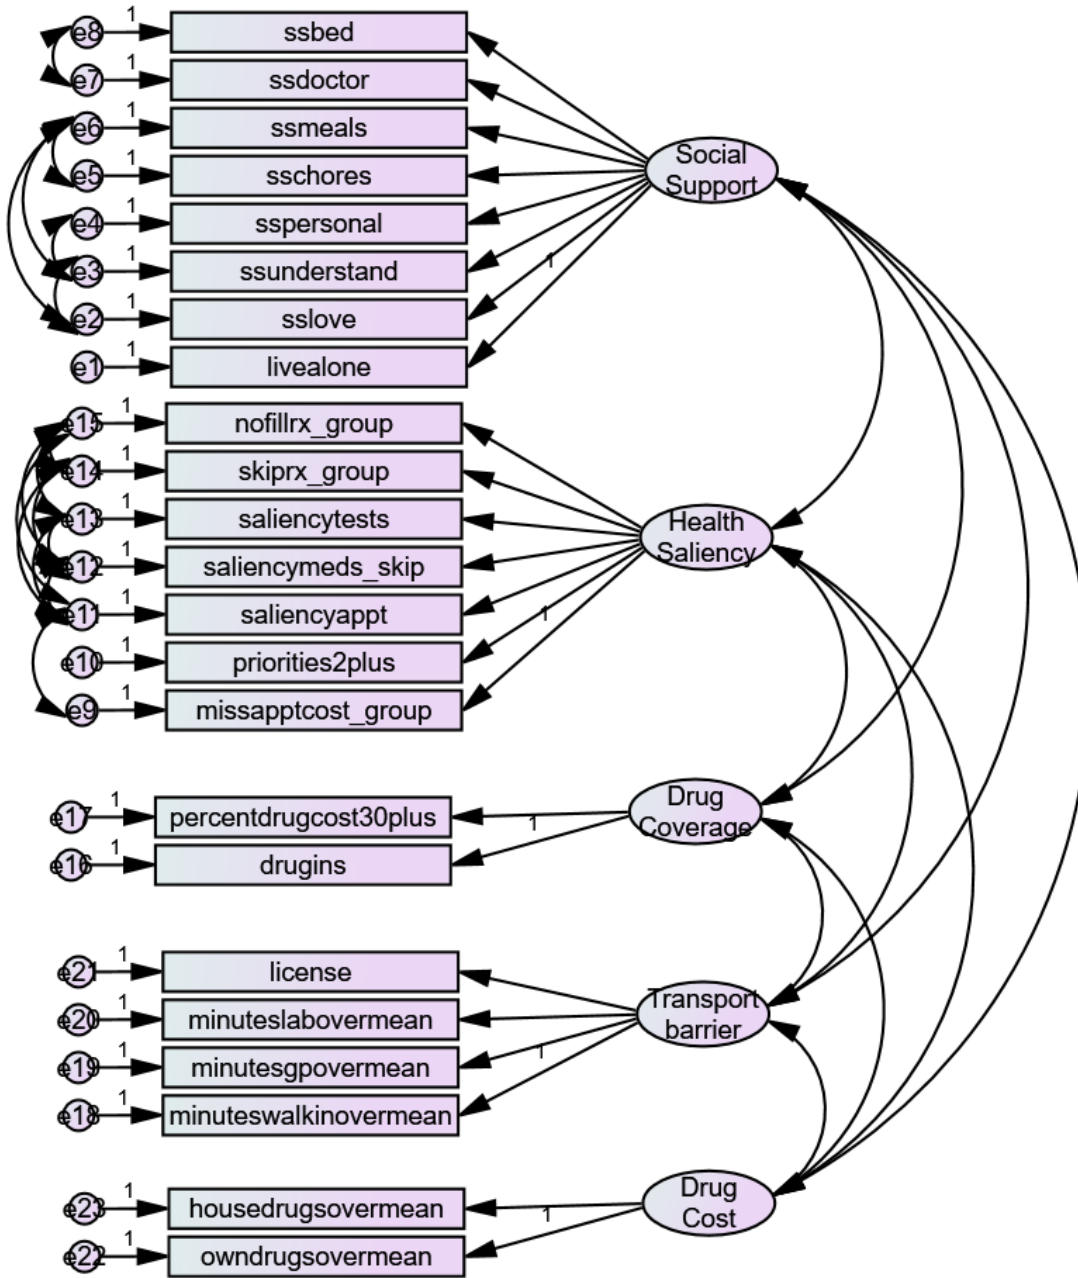 e8 1 ssbed
e7 1 ssdoctor
e6 1 ssmeals
e5 1 sschores
e4 1 sspersonal
e3 1 ssunderstand
e2 1 sslove
e1 1 livealone
1
Social
Support
e15 1 nofillrx_group
e14 1 skiprx_group
e13 1 saliencytests
e12 1 saliencymeds_skip
e11 1 saliencyappt
e10 1 priorities2plus
e9 1 missapptcost_group
1
Health
Saliency
e17 1 percentdrugcost30plus
e16 1 drugins
1
Drug
Coverage
e21 1 license
e20 1 minuteslabovermean
e19 1 minutesgpovermean
e18 1 minuteswalkinovermean
1
Transport
barrier
e23 1 housedrugsovermean
e22 1 owndrugsovermean
1
Drug
Cost